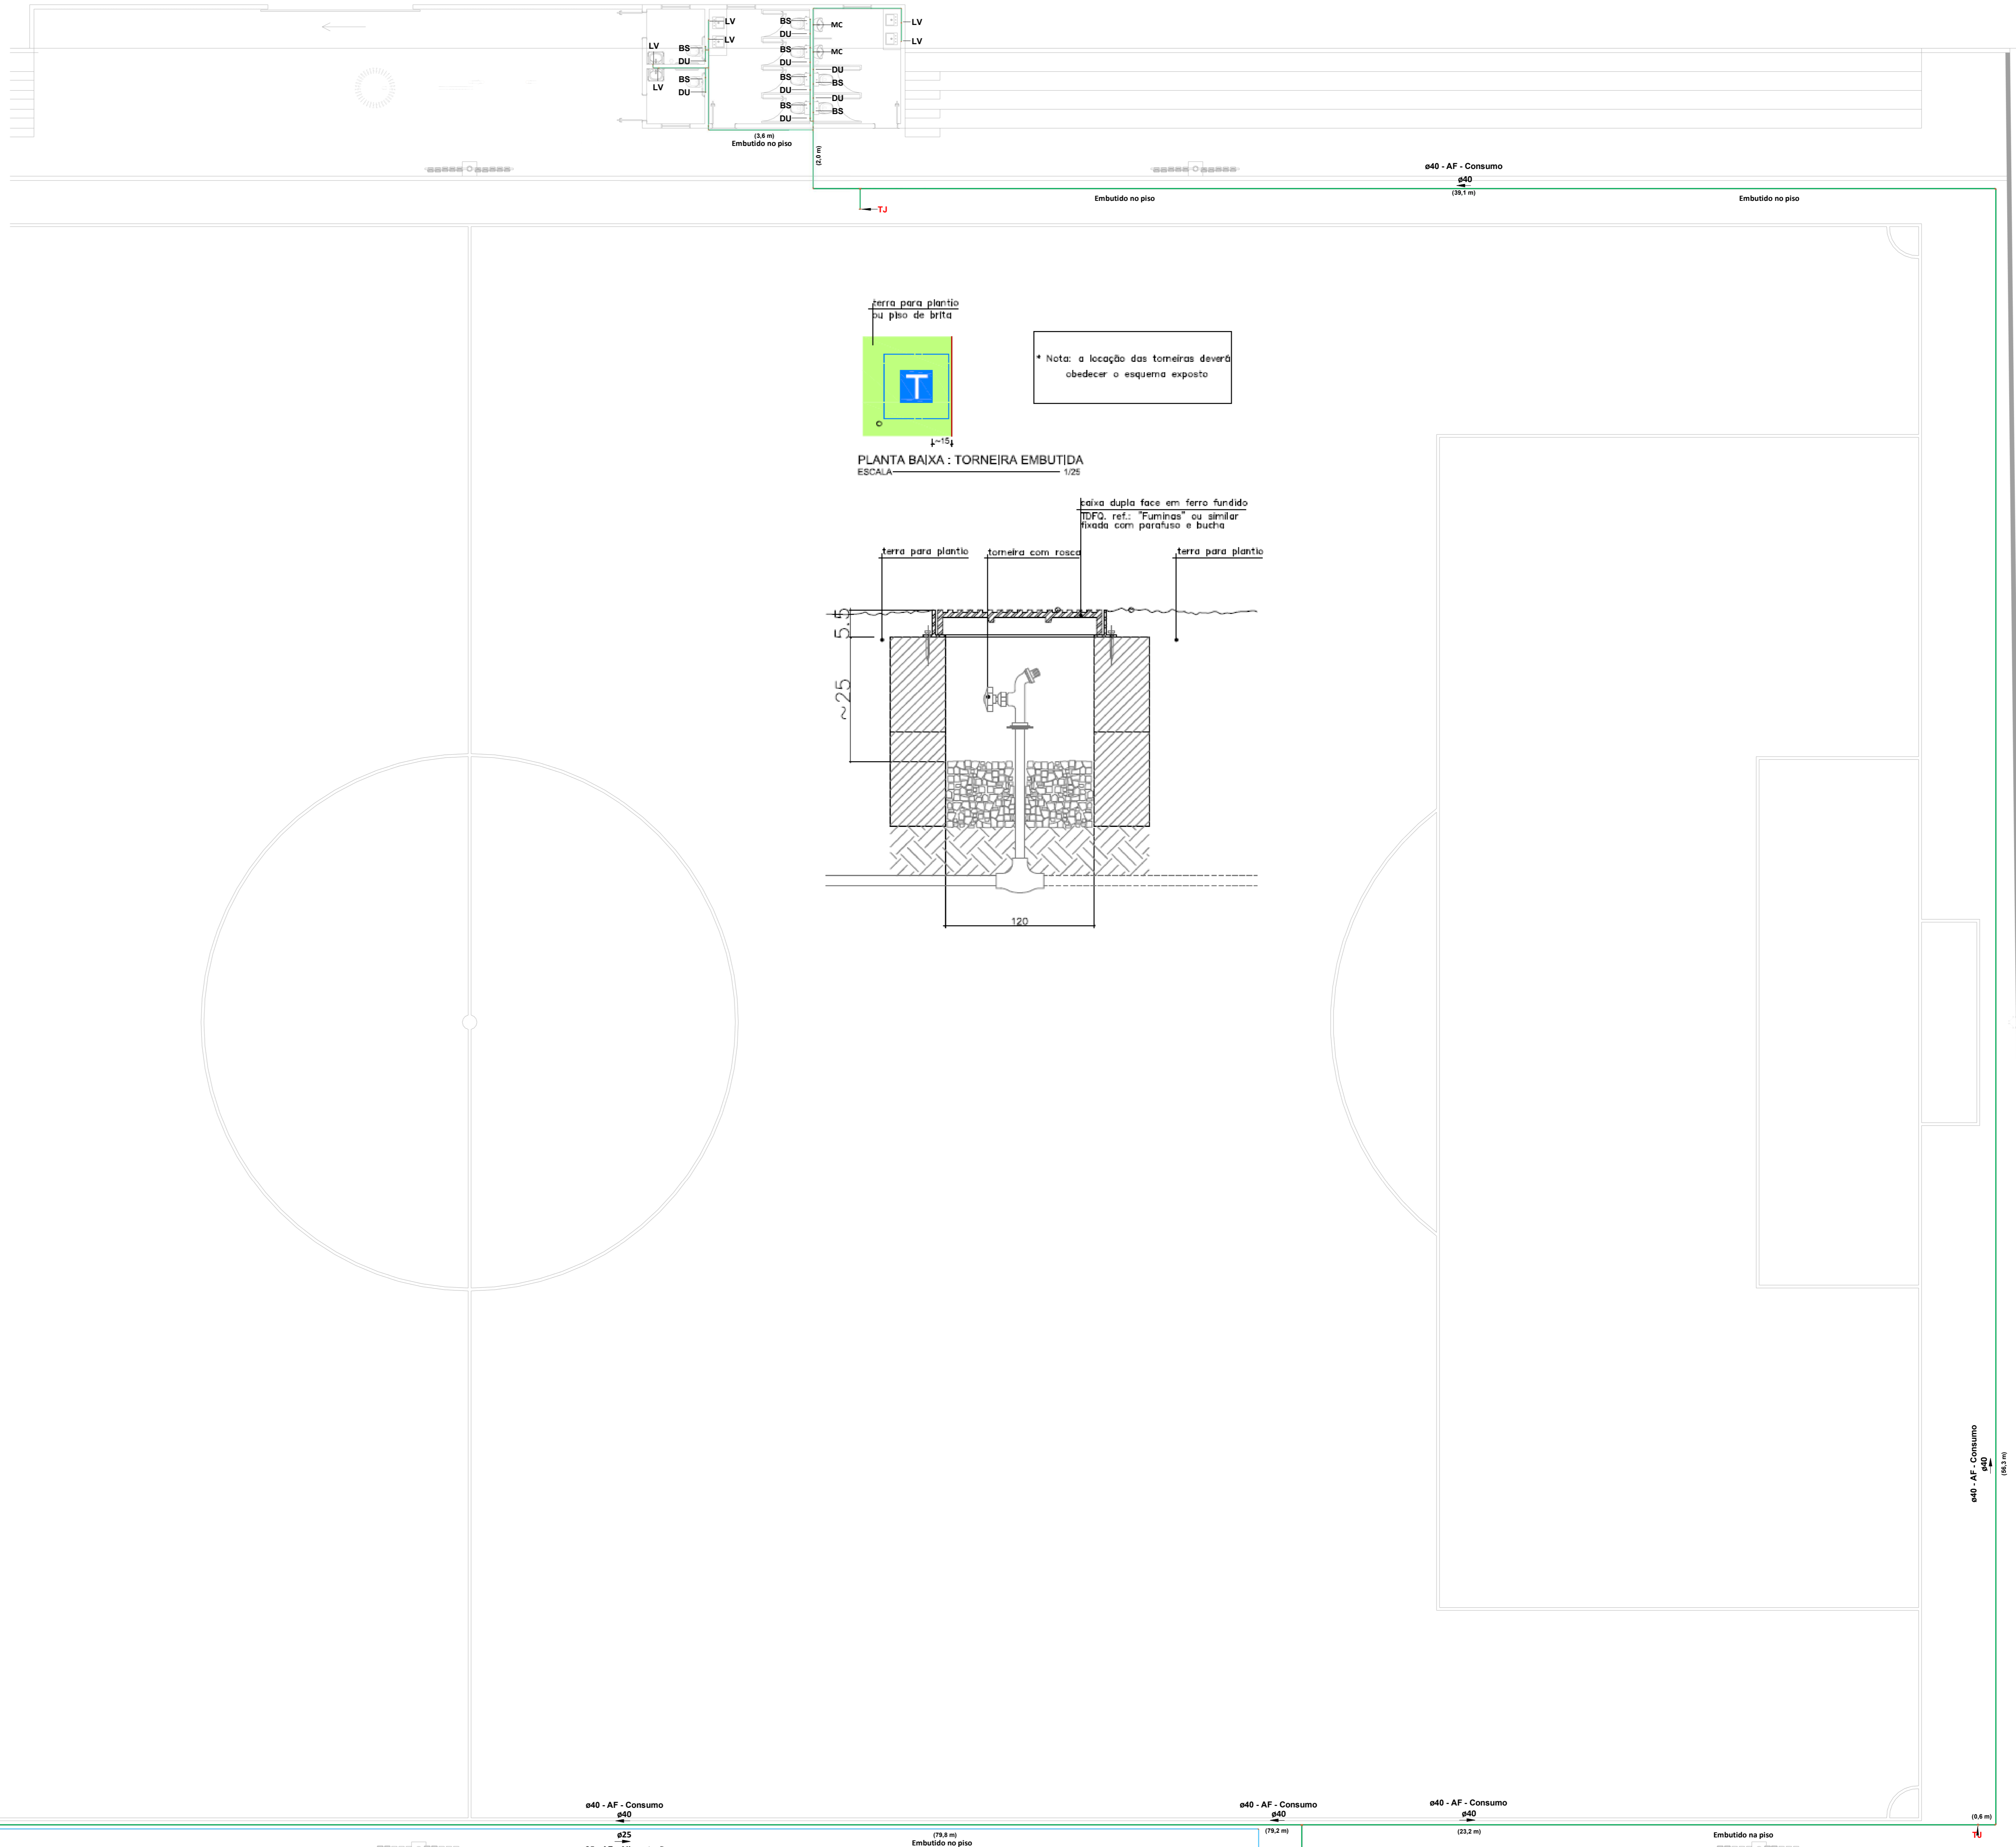 LV
BS
MC
LV
DU
LV
LV
LV
BS
BS
MC
DU
DU
DU
BS
BS
BS
LV
DU
DU
DU
BS
BS
DU
(3,6 m)
Embutido no piso
(2,0 m)
ø40 - AF - Consumo
ø40
(39,1 m)
Embutido no piso
Embutido no piso
TJ
terra para plantio
ou piso de brita
T
~15
* Nota: a locação das torneiras deverá
obedecer o esquema exposto
PLANTA BAIXA : TORNEIRA EMBUTIDA
ESCALA 1/25
caixa dupla face em ferro fundido
TDFQ. ref.: "Fuminas" ou similar
fixada com parafuso e bucha
terra para plantio
torneira com rosca
terra para plantio
5.5
~25
120
ø40 - AF - Consumo
ø40
(56,3 m)
ø40 - AF - Consumo
ø40
ø40 - AF - Consumo
ø40
ø40 - AF - Consumo
ø40
(0,6 m)
ø25
(79,8 m)
Embutido no piso
(79,2 m)
(23,2 m)
Embutido na piso
TJ